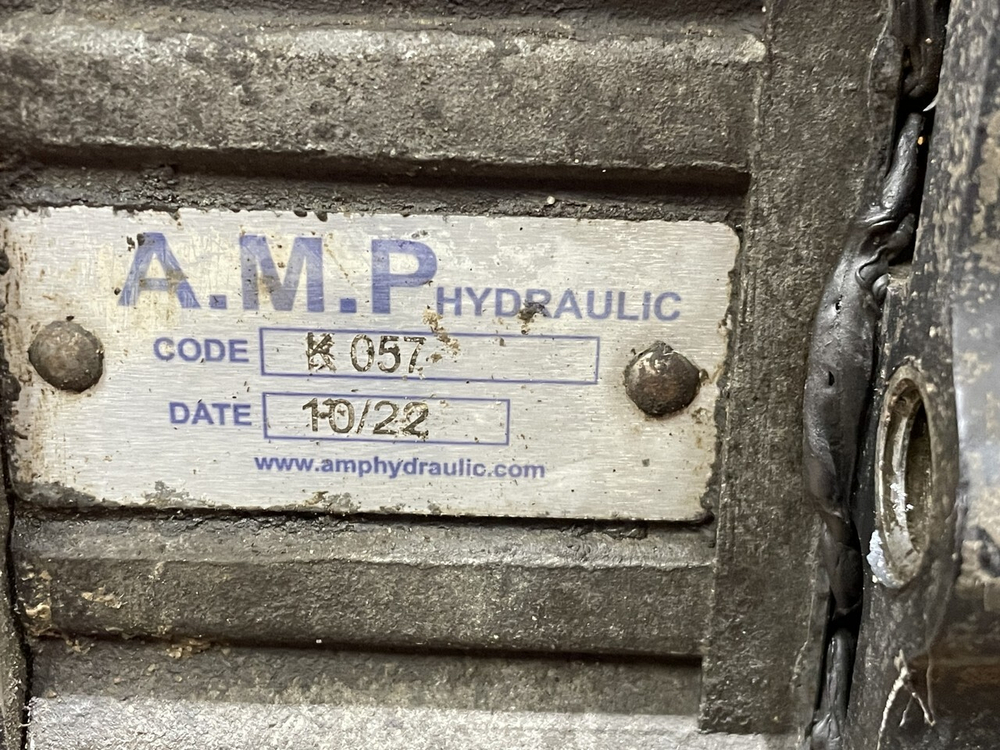 A.M.P HYDRAULIC
CODE K 057
DATE 10/22
www.amphydraulic.com